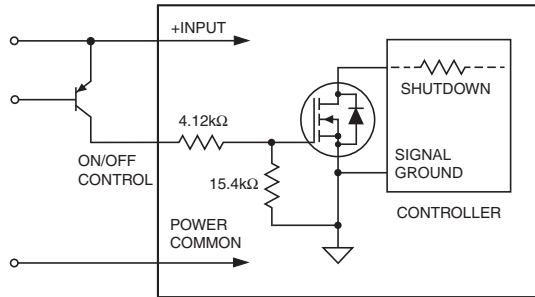 +INPUT
SHUTDOWN
4.12kΩ
ON/OFF
CONTROL
15.4kΩ
SIGNAL
GROUND
CONTROLLER
POWER
COMMON